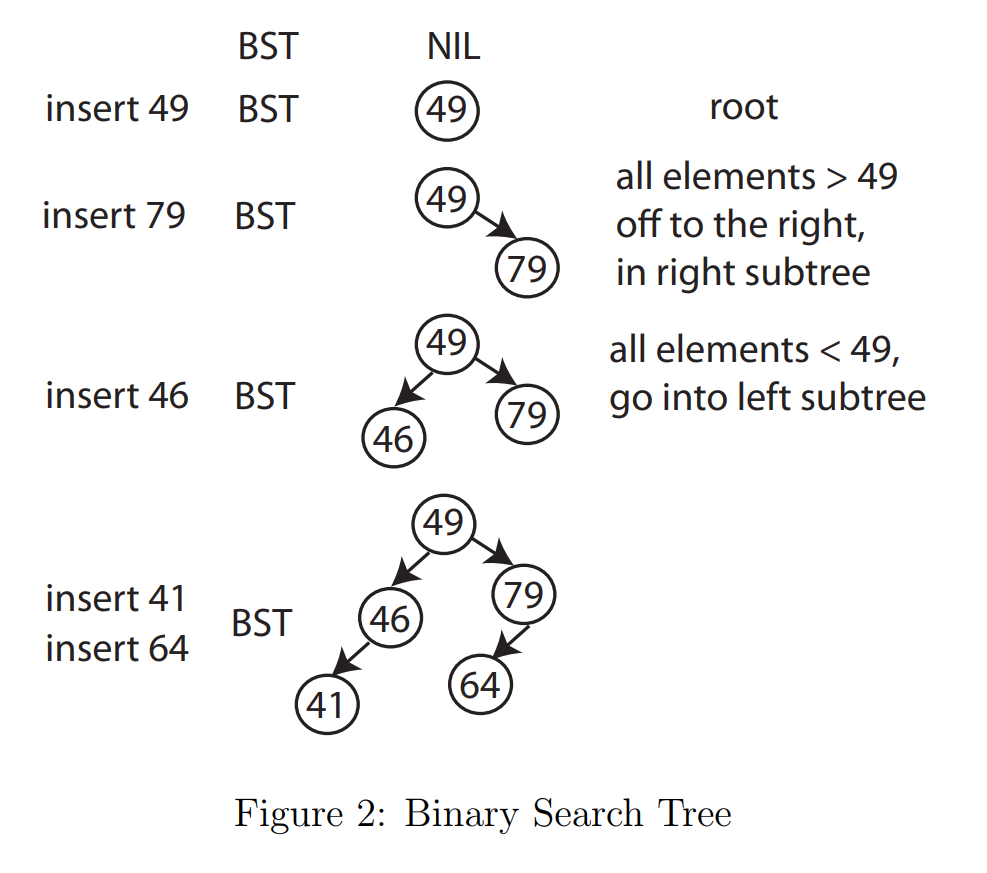 BST NIL
insert 49 BST 49 root
49
all elements > 49
insert 79 BST off to the right,
79 in right subtree
49
all elements < 49,
insert 46 BST go into left subtree
79
46
49
insert 41 46 79
BST
insert 64
41 64
Figure 2: Binary Search Tree